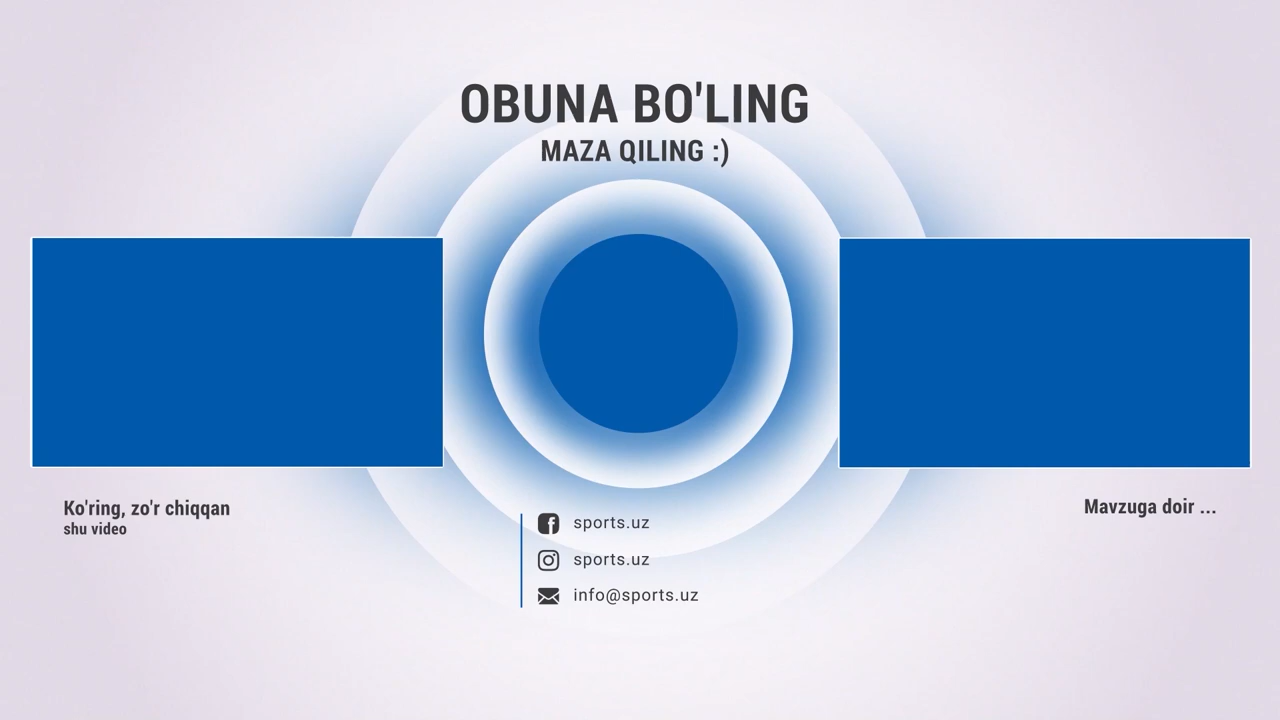 OBUNA BO'LING
MAZA QILING :)
Ko'ring, zo'r chiqqan
shu video
Mavzuga doir ...
sports.uz
sports.uz
info@sports.uz